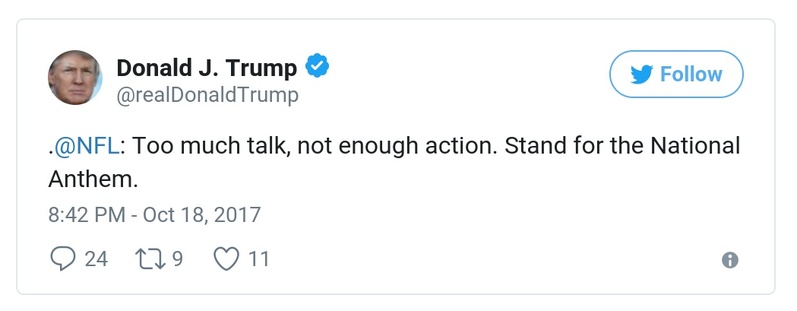 Donald J. Trump
@realDonaldTrump
Follow
.@NFL: Too much talk, not enough action. Stand for the National
Anthem.
8:42 PM - Oct 18, 2017
24 9 11